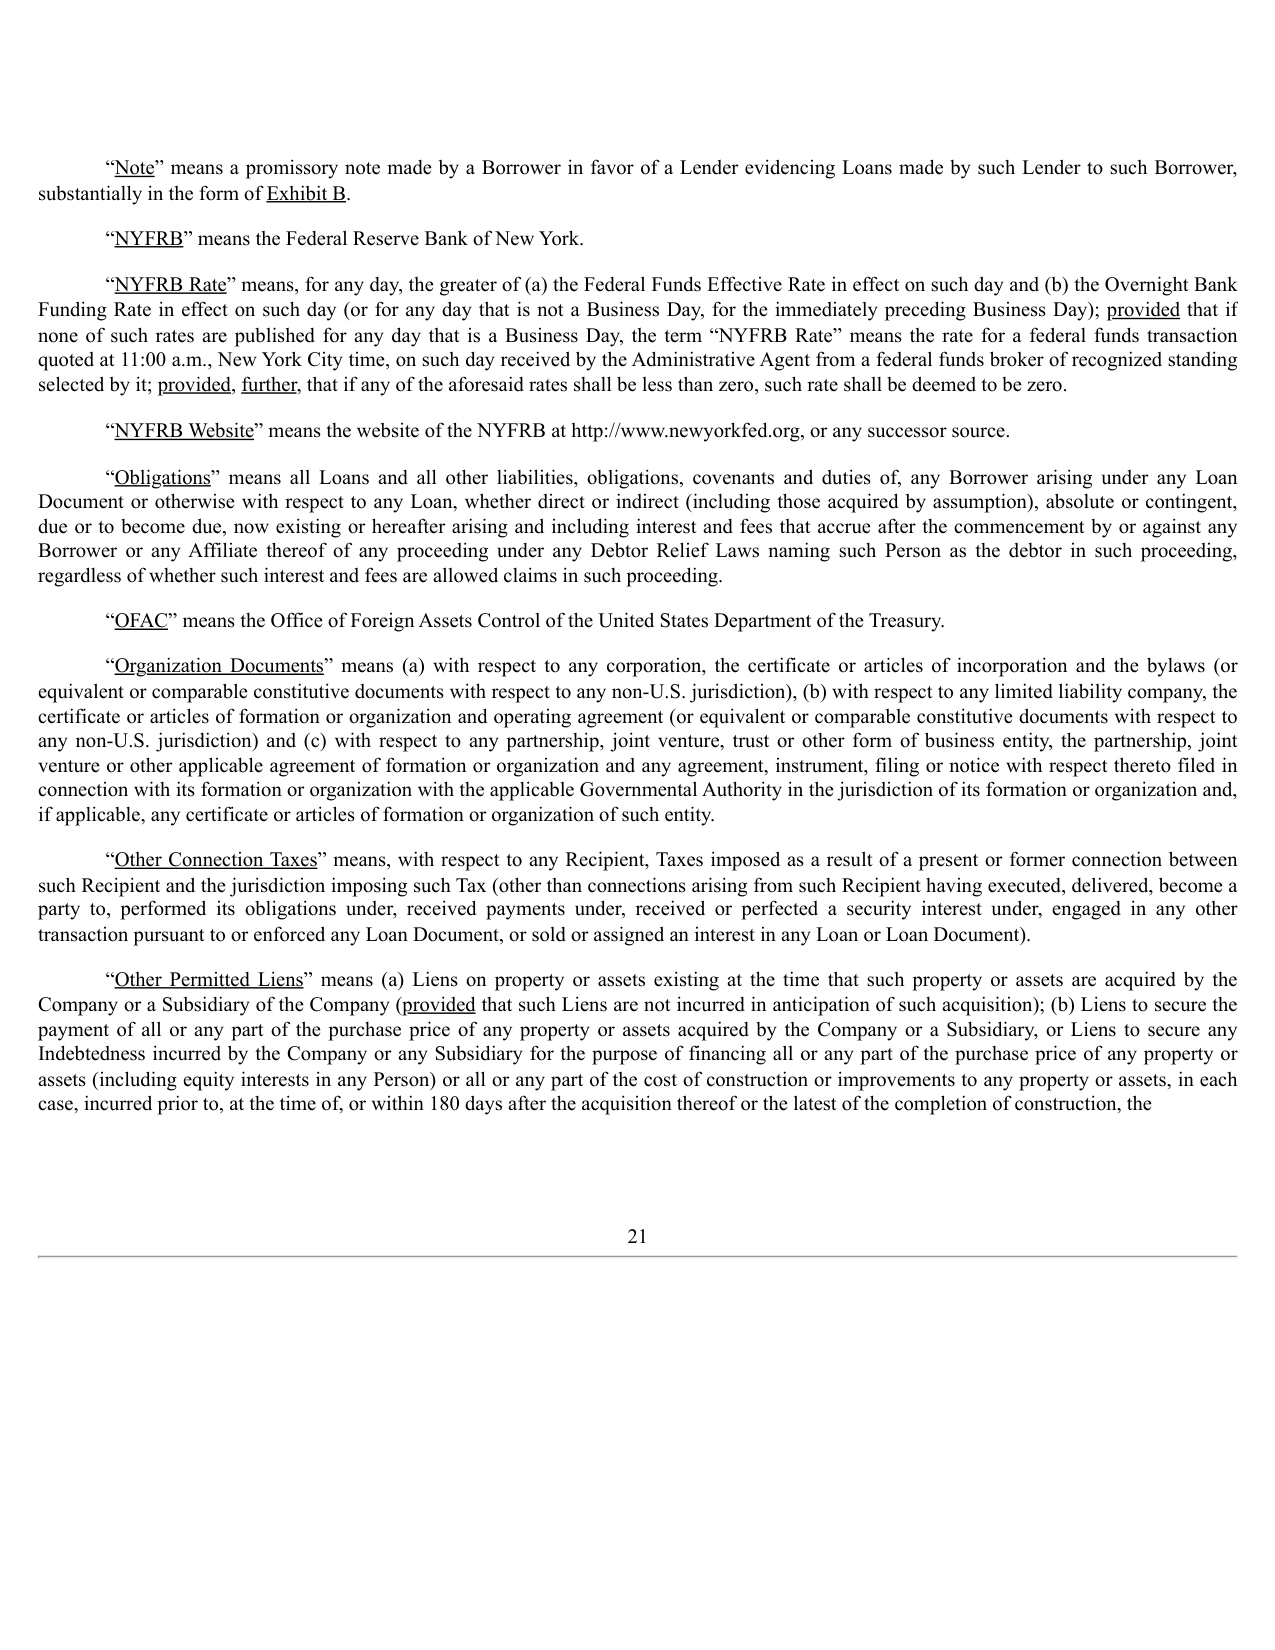 “Note” means a promissory note made by a Borrower in favor of a Lender evidencing Loans made by such Lender to such Borrower,
substantially in the form of Exhibit B.
“NYFRB” means the Federal Reserve Bank of New York.
“NYFRB Rate” means, for any day, the greater of (a) the Federal Funds Effective Rate in effect on such day and (b) the Overnight Bank
Funding Rate in effect on such day (or for any day that is not a Business Day, for the immediately preceding Business Day); provided that if
none of such rates are published for any day that is a Business Day, the term “NYFRB Rate” means the rate for a federal funds transaction
quoted at 11:00 a.m., New York City time, on such day received by the Administrative Agent from a federal funds broker of recognized standing
selected by it; provided, further, that if any of the aforesaid rates shall be less than zero, such rate shall be deemed to be zero.
“NYFRB Website” means the website of the NYFRB at http://www.newyorkfed.org, or any successor source.
“Obligations” means all Loans and all other liabilities, obligations, covenants and duties of, any Borrower arising under any Loan
Document or otherwise with respect to any Loan, whether direct or indirect (including those acquired by assumption), absolute or contingent,
due or to become due, now existing or hereafter arising and including interest and fees that accrue after the commencement by or against any
Borrower or any Affiliate thereof of any proceeding under any Debtor Relief Laws naming such Person as the debtor in such proceeding,
regardless of whether such interest and fees are allowed claims in such proceeding.
“OFAC” means the Office of Foreign Assets Control of the United States Department of the Treasury.
“Organization Documents” means (a) with respect to any corporation, the certificate or articles of incorporation and the bylaws (or
equivalent or comparable constitutive documents with respect to any non-U.S. jurisdiction), (b) with respect to any limited liability company, the
certificate or articles of formation or organization and operating agreement (or equivalent or comparable constitutive documents with respect to
any non-U.S. jurisdiction) and (c) with respect to any partnership, joint venture, trust or other form of business entity, the partnership, joint
venture or other applicable agreement of formation or organization and any agreement, instrument, filing or notice with respect thereto filed in
connection with its formation or organization with the applicable Governmental Authority in the jurisdiction of its formation or organization and,
if applicable, any certificate or articles of formation or organization of such entity.
“Other Connection Taxes” means, with respect to any Recipient, Taxes imposed as a result of a present or former connection between
such Recipient and the jurisdiction imposing such Tax (other than connections arising from such Recipient having executed, delivered, become a
party to, performed its obligations under, received payments under, received or perfected a security interest under, engaged in any other
transaction pursuant to or enforced any Loan Document, or sold or assigned an interest in any Loan or Loan Document).
“Other Permitted Liens” means (a) Liens on property or assets existing at the time that such property or assets are acquired by the
Company or a Subsidiary of the Company (provided that such Liens are not incurred in anticipation of such acquisition); (b) Liens to secure the
payment of all or any part of the purchase price of any property or assets acquired by the Company or a Subsidiary, or Liens to secure any
Indebtedness incurred by the Company or any Subsidiary for the purpose of financing all or any part of the purchase price of any property or
assets (including equity interests in any Person) or all or any part of the cost of construction or improvements to any property or assets, in each
case, incurred prior to, at the time of, or within 180 days after the acquisition thereof or the latest of the completion of construction, the
21